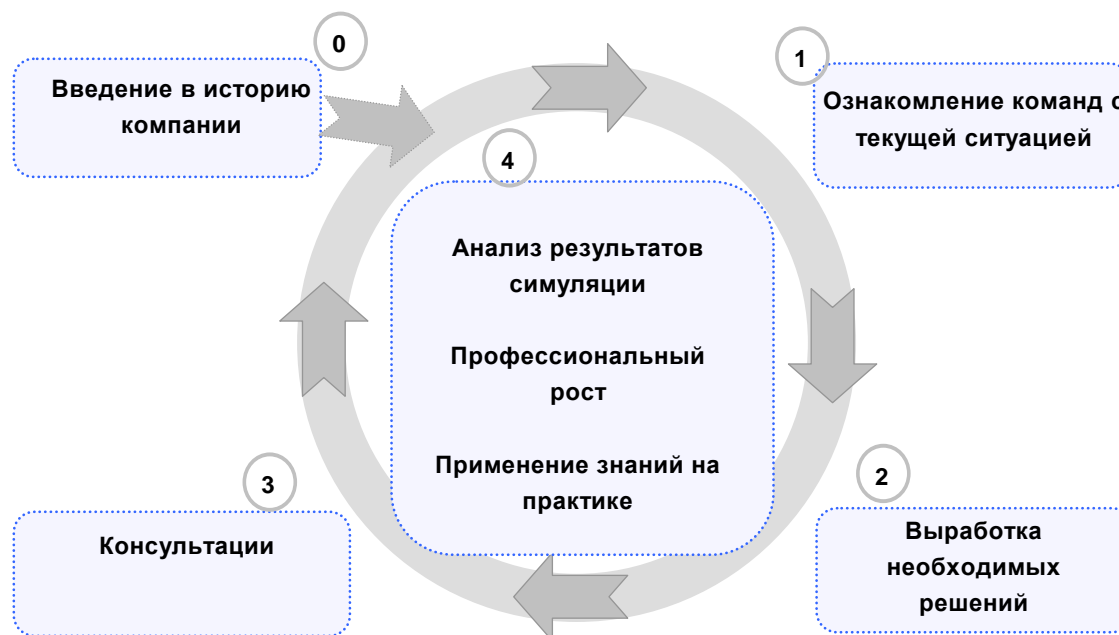 0
Введение в историю
компании
1
Ознакомление команд с
текущей ситуацией
4
Анализ результатов
симуляции
Профессиональный
рост
Применение знаний на
практике
3
Консультации
2
Выработка
необходимых
решений